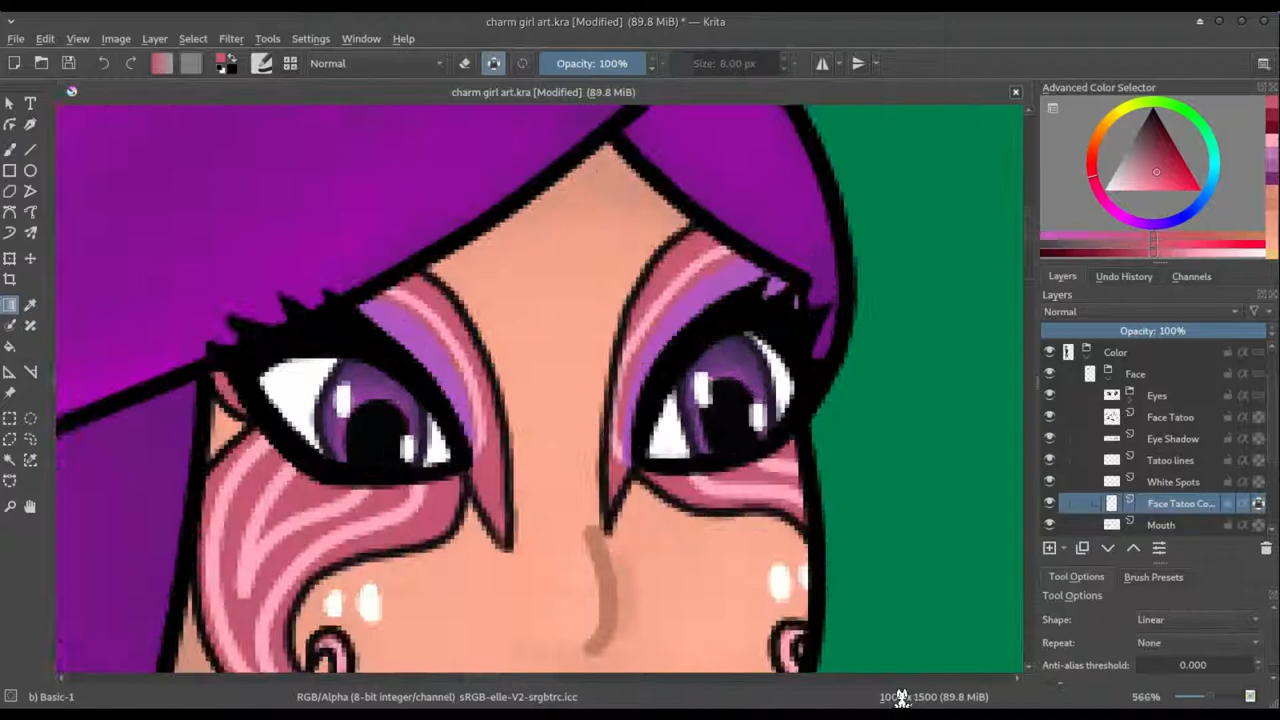 charm girl art.kra [Modified] (89.8 MiB) * — Krita
File Edit View Image Layer Select Filter Tools Settings Window Help
Normal Opacity: 100% Size: 8.00 px
charm girl art.kra [Modified] (89.8 MiB)
Advanced Color Selector
Layers Undo History Channels
Layers
Normal
Opacity: 100%
Color
Face
Eyes
Face Tatoo
Eye Shadow
Tatoo lines
White Spots
Face Tatoo Co...
Mouth
Tool Options Brush Presets
Tool Options
Shape: Linear
Repeat: None
Anti-alias threshold: 0.000
b) Basic-1 RGB/Alpha (8-bit integer/channel) sRGB-elle-V2-srgbtrc.icc 1500 (89.8 MiB) 566%